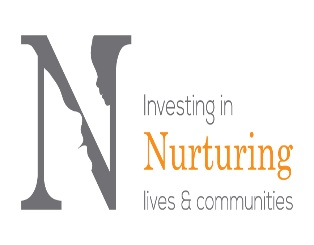 N
Investing in
Nurturing
lives & communities